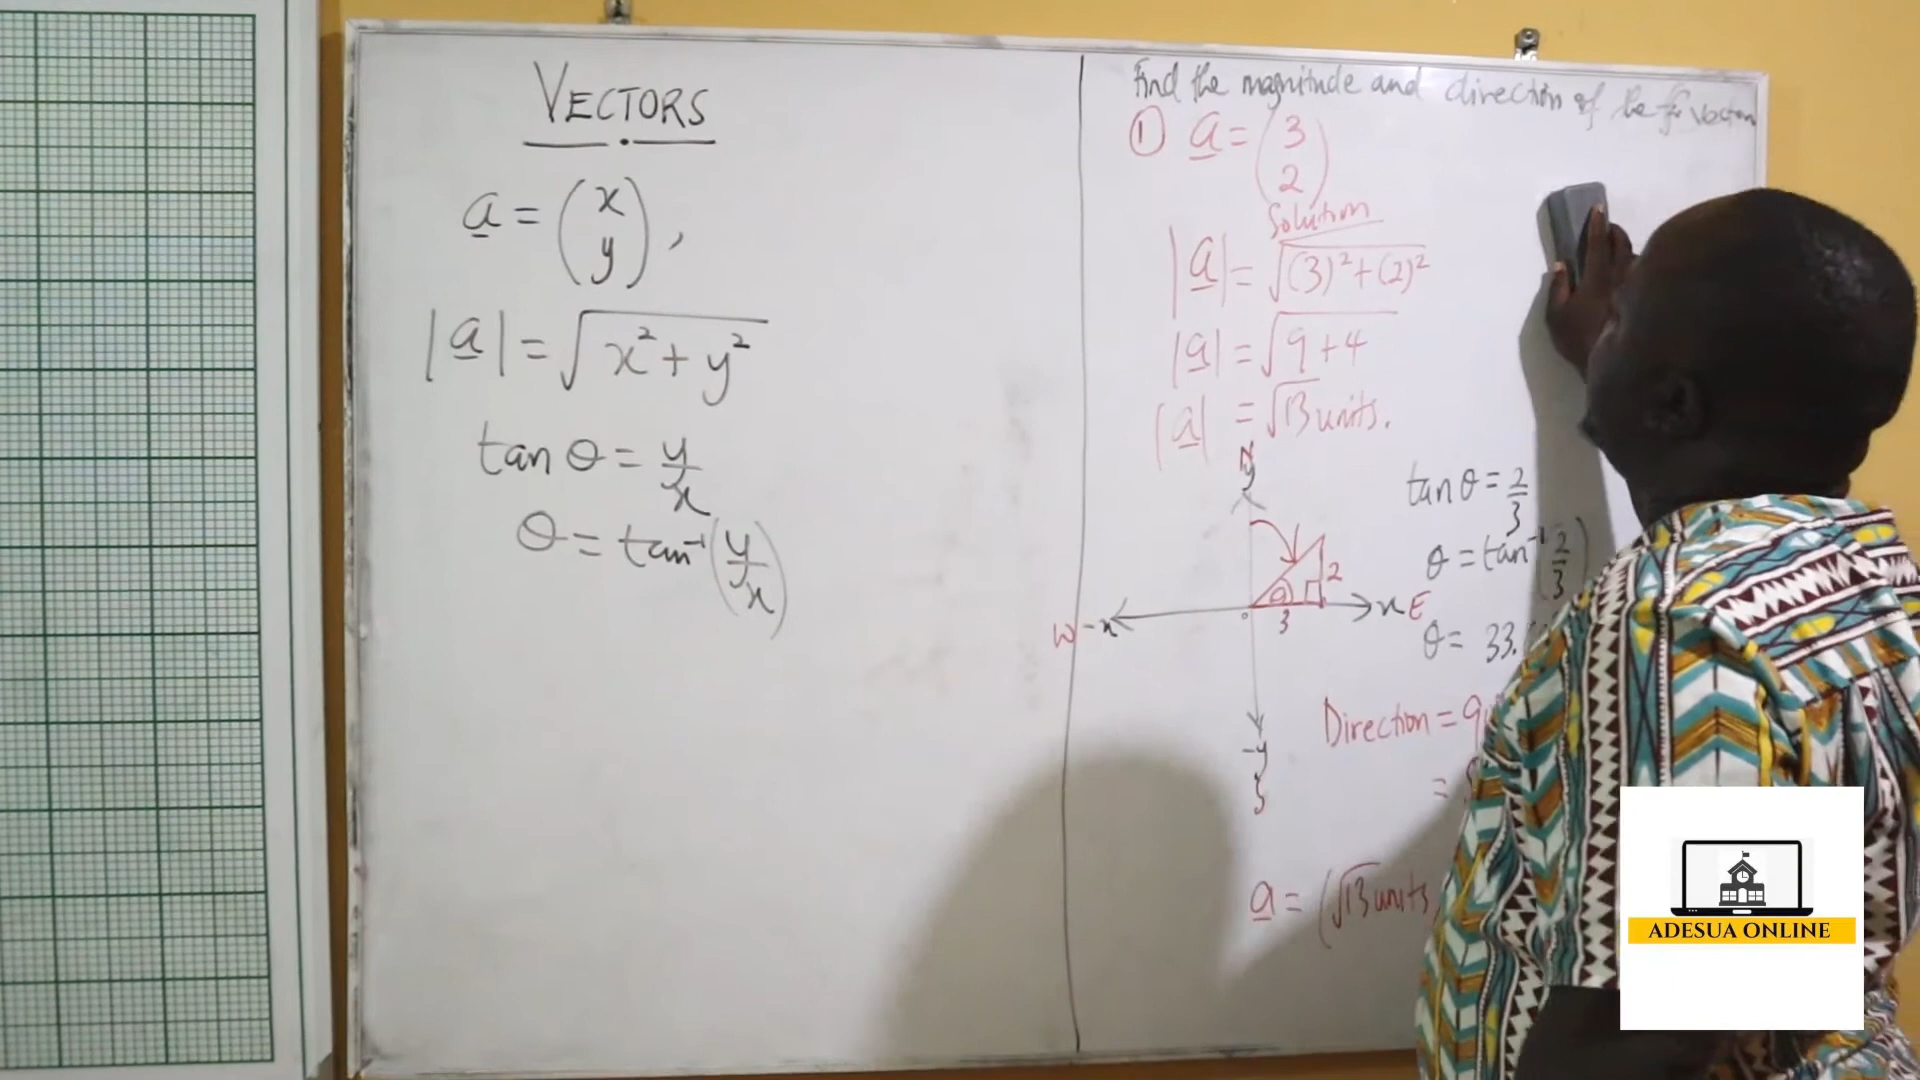 VECTORS
a = (x y),
|a| = √x² + y²
tan θ = y/x
θ = tan⁻¹(y/x)
Find the magnitude and direction of
① a = (3 2)
Solution
|a| = √(3)² + (2)²
|a| = √9 + 4
|a| = √13 units.
N
y
2
3
0
θ
x E
W -x
-y
S
tan θ = 2/3
θ = tan⁻¹(2/3)
θ = 33.
Direction = 9
=
a = (√13 units,
ADESUA ONLINE